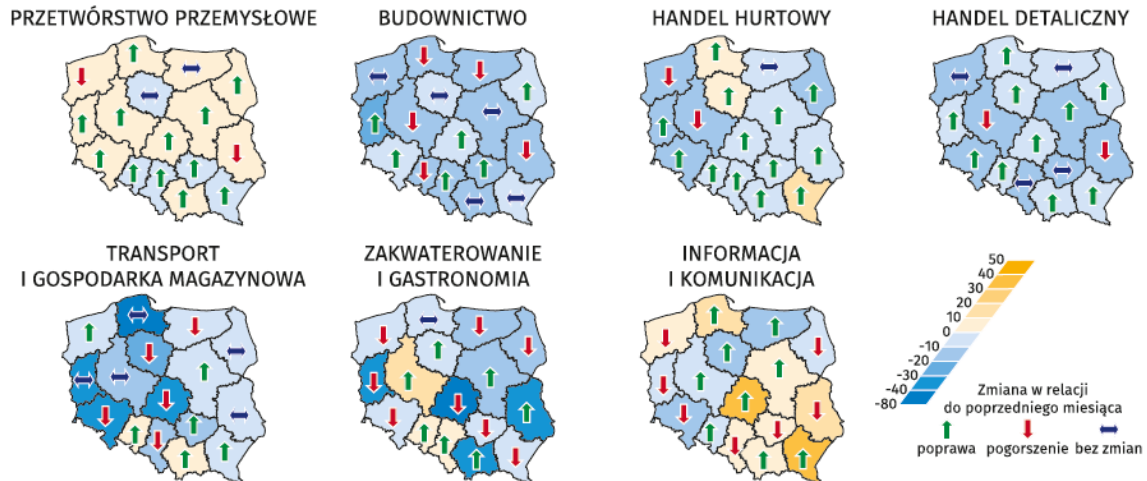 PRZETWÓRSTWO PRZEMYSŁOWE
BUDOWNICTWO
HANDEL HURTOWY
HANDEL DETALICZNY
TRANSPORT
I GOSPODARKA MAGAZYNOWA
ZAKWATEROWANIE
I GASTRONOMIA
INFORMACJA
I KOMUNIKACJA
50
40
30
20
10
0
-10
-20
-30
-40
-80
Zmiana w relacji
do poprzedniego miesiąca
poprawa pogorszenie bez zmian